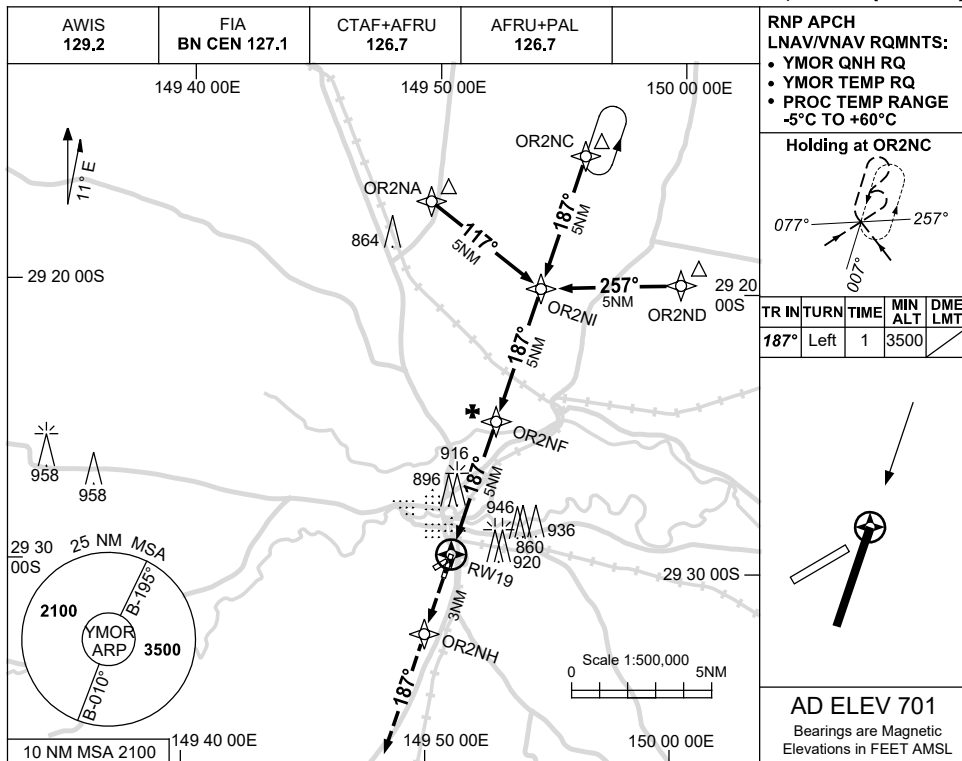 AWIS
129.2
FIA
BN CEN 127.1
CTAF+AFRU
126.7
AFRU+PAL
126.7
RNP APCH
LNAV/VNAV RQMNTS:
• YMOR QNH RQ
• YMOR TEMP RQ
• PROC TEMP RANGE
-5°C TO +60°C
149 40 00E
149 50 00E
150 00 00E
11° E
OR2NC
OR2NA
187°
5NM
864
117°
5NM
29 20 00S
257°
5NM
29 20
00S
OR2NI
OR2ND
187°
5NM
OR2NF
916
896
187°
5NM
946
936
860
920
958
958
29 30
00S
RW19
29 30 00S
3NM
OR2NH
187°
25 NM MSA
B-195°
2100
YMOR
ARP
3500
B-010°
10 NM MSA 2100
Scale 1:500,000
0
5NM
149 40 00E
149 50 00E
150 00 00E
Holding at OR2NC
077°
257°
007°
TR IN TURN TIME MIN ALT DME LMT
187° Left 1 3500
AD ELEV 701
Bearings are Magnetic
Elevations in FEET AMSL